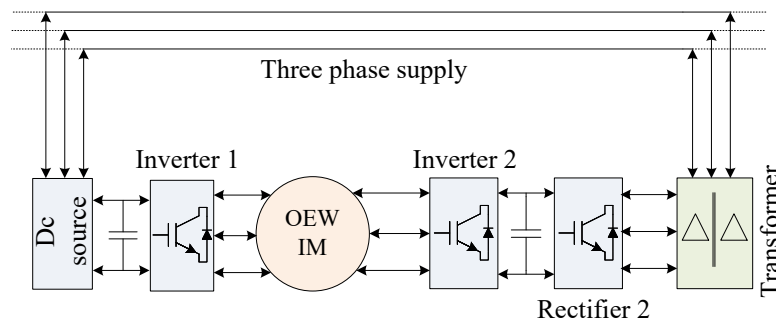 Three phase supply
Inverter 1
Inverter 2
Dc
source
OEW
IM
Rectifier 2
Transformer